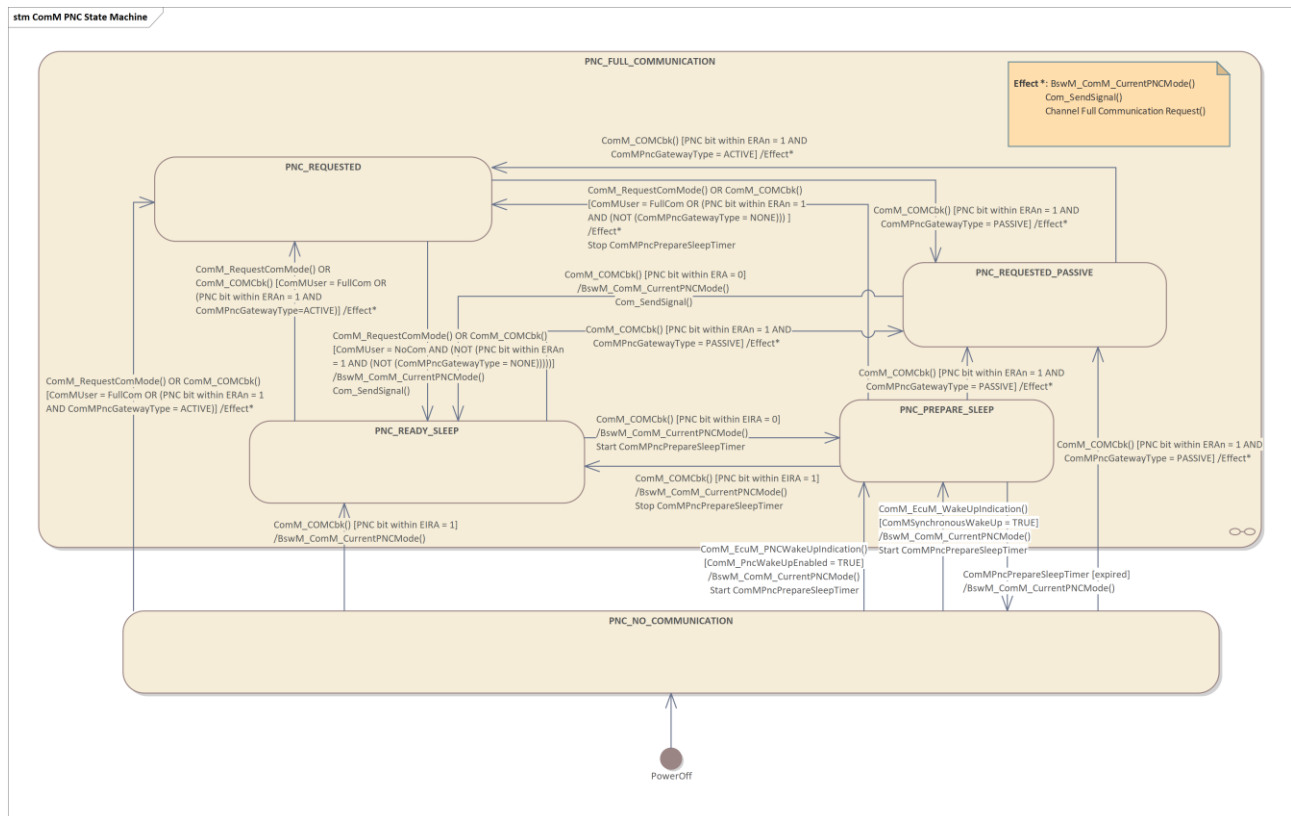 stm ComM PNC State Machine
PNC_FULL_COMMUNICATION
Effect *: BswM_ComM_CurrentPNCMode()
Com_SendSignal()
Channel Full Communication Request()
ComM_COMCbk() [PNC bit within ERAn = 1 AND
ComMPncGatewayType = ACTIVE] /Effect*
PNC_REQUESTED
ComM_RequestComMode() OR ComM_COMCbk()
[ComMUser = FullCom OR (PNC bit within ERAn = 1
AND (NOT (ComMPncGatewayType = NONE))) ]
/Effect*
Stop ComMPncPrepareSleepTimer
ComM_COMCbk() [PNC bit within ERAn = 1 AND
ComMPncGatewayType = PASSIVE] /Effect*
ComM_RequestComMode() OR
ComM_COMCbk() [ComMUser = FullCom OR
(PNC bit within ERAn = 1 AND
ComMPncGatewayType=ACTIVE)] /Effect*
PNC_REQUESTED_PASSIVE
ComM_COMCbk() [PNC bit within ERA = 0]
/BswM_ComM_CurrentPNCMode()
Com_SendSignal()
ComM_RequestComMode() OR ComM_COMCbk()
[ComMUser = NoCom AND (NOT (PNC bit within ERAn
= 1 AND (NOT (ComMPncGatewayType = NONE)))))]
/BswM_ComM_CurrentPNCMode()
Com_SendSignal()
ComM_COMCbk() [PNC bit within ERAn = 1 AND
ComMPncGatewayType = PASSIVE] /Effect*
ComM_RequestComMode() OR ComM_COMCbk()
[ComMUser = FullCom OR (PNC bit within ERAn = 1
AND ComMPncGatewayType = ACTIVE)] /Effect*
ComM_COMCbk() [PNC bit within ERAn = 1 AND
ComMPncGatewayType = PASSIVE] /Effect*
PNC_READY_SLEEP
ComM_COMCbk() [PNC bit within EIRA = 0]
/BswM_ComM_CurrentPNCMode()
Start ComMPncPrepareSleepTimer
PNC_PREPARE_SLEEP
ComM_COMCbk() [PNC bit within ERAn = 1 AND
ComMPncGatewayType = PASSIVE] /Effect*
ComM_COMCbk() [PNC bit within EIRA = 1]
/BswM_ComM_CurrentPNCMode()
Stop ComMPncPrepareSleepTimer
ComM_COMCbk() [PNC bit within EIRA = 1]
/BswM_ComM_CurrentPNCMode()
ComM_EcuM_WakeUpIndication()
[ComMSynchronousWakeUp = TRUE]
/BswM_ComM_CurrentPNCMode()
Start ComMPncPrepareSleepTimer
ComM_EcuM_PNCWakeUpIndication()
[ComM_PncWakeUpEnabled = TRUE]
/BswM_ComM_CurrentPNCMode()
Start ComMPncPrepareSleepTimer
ComMPncPrepareSleepTimer [expired]
/BswM_ComM_CurrentPNCMode()
PNC_NO_COMMUNICATION
PowerOff